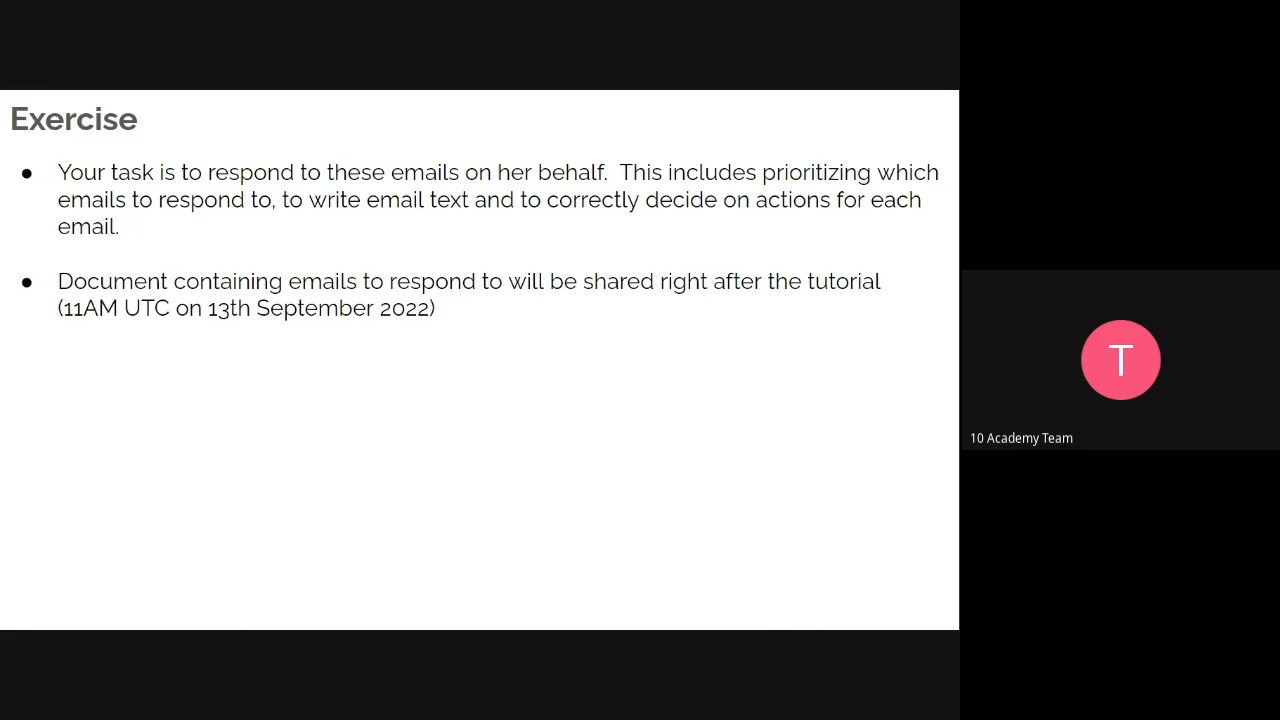 Exercise
● Your task is to respond to these emails on her behalf.  This includes prioritizing which
emails to respond to, to write email text and to correctly decide on actions for each
email.
● Document containing emails to respond to will be shared right after the tutorial
(11AM UTC on 13th September 2022)
T
10 Academy Team